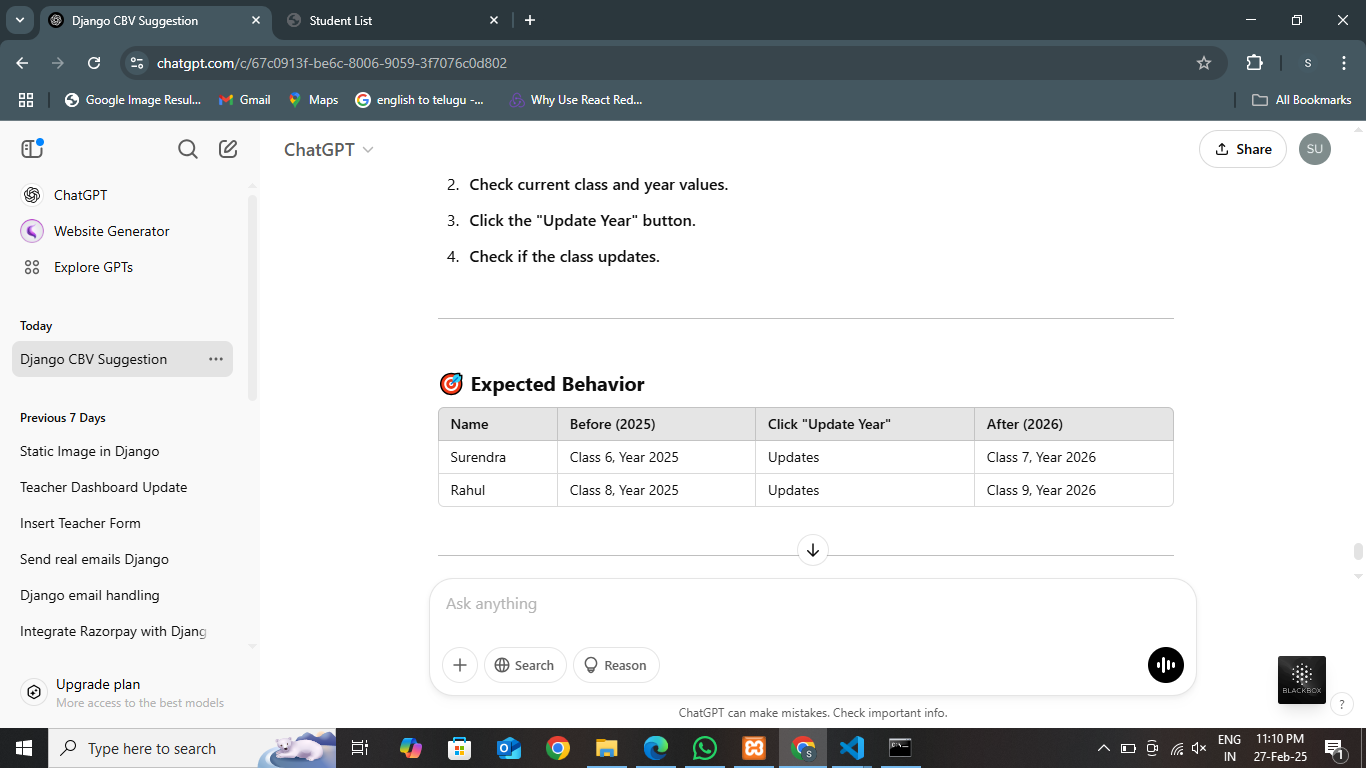 Django CBV Suggestion
Student List
chatgpt.com/c/67c0913f-be6c-8006-9059-3f7076c0d802
S
Google Image Resul...
Gmail
Maps
english to telugu -...
Why Use React Red...
All Bookmarks
ChatGPT
Share
SU
ChatGPT
Website Generator
Explore GPTs
Today
Django CBV Suggestion
Previous 7 Days
Static Image in Django
Teacher Dashboard Update
Insert Teacher Form
Send real emails Django
Django email handling
Integrate Razorpay with Djang
Upgrade plan
More access to the best models
2. Check current class and year values.
3. Click the "Update Year" button.
4. Check if the class updates.
🎯 Expected Behavior
Name Before (2025) Click "Update Year" After (2026)
Surendra Class 6, Year 2025 Updates Class 7, Year 2026
Rahul Class 8, Year 2025 Updates Class 9, Year 2026
Ask anything
Search
Reason
BLACKBOX
?
ChatGPT can make mistakes. Check important info.
Type here to search
ENG
IN
11:10 PM
27-Feb-25
1